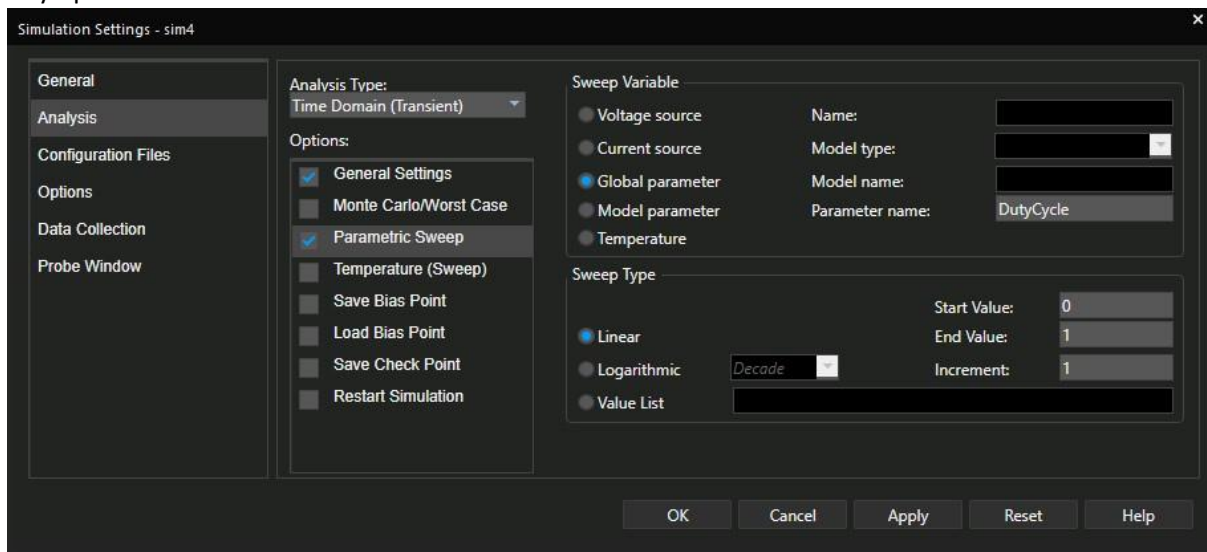 Simulation Settings - sim4
×
General
Analysis
Configuration Files
Options
Data Collection
Probe Window
Analysis Type:
Time Domain (Transient)
Options:
General Settings
Monte Carlo/Worst Case
Parametric Sweep
Temperature (Sweep)
Save Bias Point
Load Bias Point
Save Check Point
Restart Simulation
Sweep Variable
Voltage source
Name:
Current source
Model type:
Global parameter
Model name:
Model parameter
Parameter name: DutyCycle
Temperature
Sweep Type
Start Value: 0
Linear
End Value: 1
Logarithmic
Decade
Increment: 1
Value List
OK
Cancel
Apply
Reset
Help